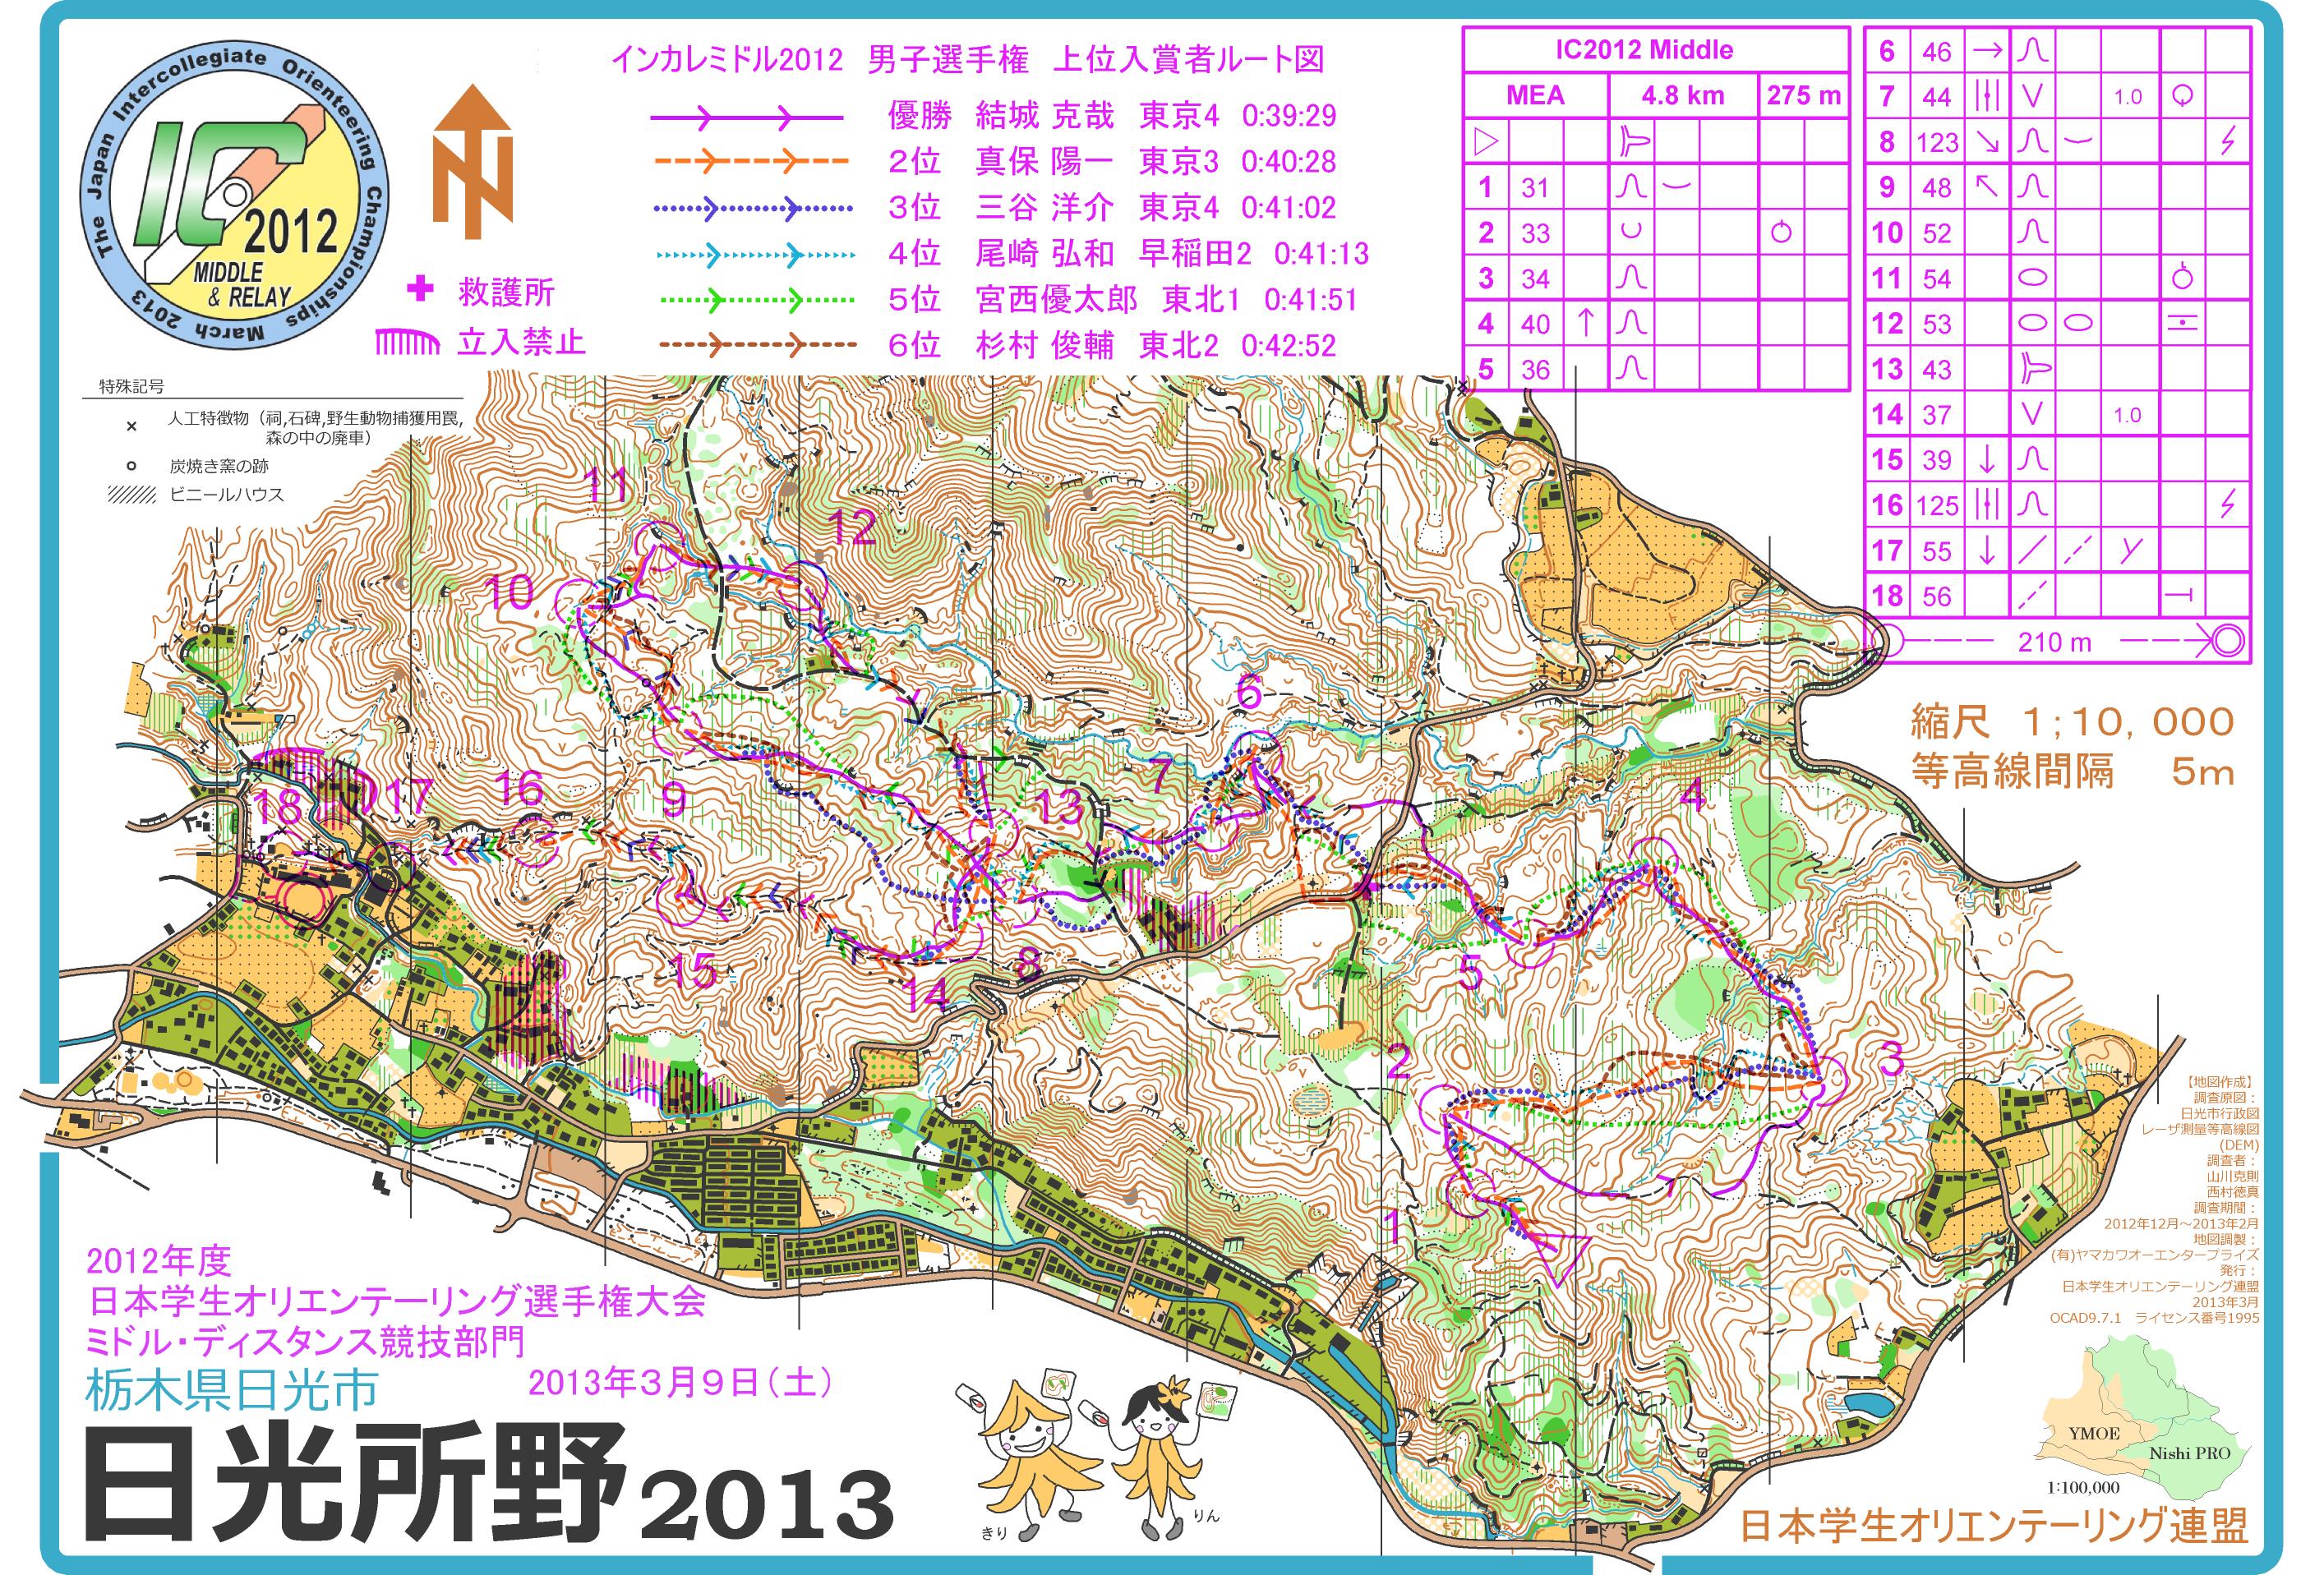 The Japan Intercollegiate Orienteering Championships March 2013
IC
2012
MIDDLE
& RELAY
N
救護所
立入禁止
インカレミドル2012 男子選手権 上位入賞者ルート図
優勝 結城 克哉 東京4 0:39:29
2位 真保 陽一 東京3 0:40:28
3位 三谷 洋介 東京4 0:41:02
4位 尾崎 弘和 早稲田2 0:41:13
5位 宮西優太郎 東北1 0:41:51
6位 杉村 俊輔 東北2 0:42:52
IC2012 Middle
MEA 4.8 km 275 m
1 31
2 33
3 34
4 40
5 36
6 46
7 44 1.0
8 123
9 48
10 52
11 54
12 53
13 43
14 37 1.0
15 39
16 125
17 55
18 56
210 m
特殊記号
人工特徴物(祠,石碑,野生動物捕獲用罠,
森の中の廃車)
炭焼き窯の跡
ビニールハウス
縮尺 1;10,000
等高線間隔 5m
11
12
10
6
7
4
13
9
16
17
18
5
8
14
15
2
3
1
【地図作成】
調査原図:
日光市行政図
レーザ測量等高線図
(DEM)
調査者:
山川克則
西村徳真
調査期間:
2012年12月~2013年2月
地図調製:
(有)ヤマカワオーエンタープライズ
発行:
日本学生オリエンテーリング連盟
2013年3月
OCAD9.7.1 ライセンス番号1995
YMOE
Nishi PRO
1:100,000
日本学生オリエンテーリング連盟
2012年度
日本学生オリエンテーリング選手権大会
ミドル・ディスタンス競技部門
栃木県日光市 2013年3月9日(土)
日光所野2013
きり
りん